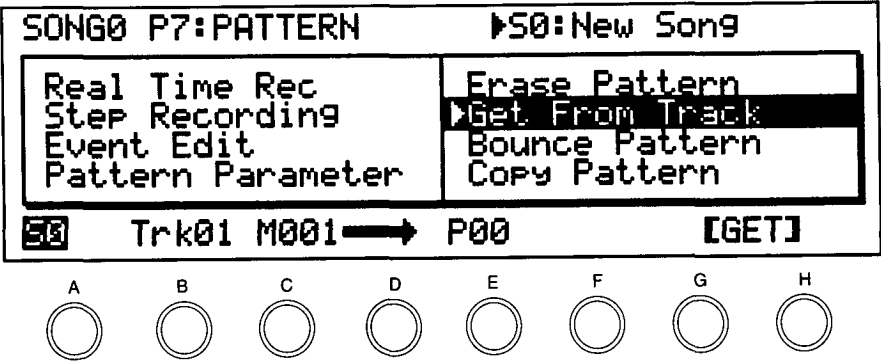 SONG0 P7:PATTERN ▶S0:New Song
Real Time Rec
Step Recording
Event Edit
Pattern Parameter
Erase Pattern
▶Get From Track
Bounce Pattern
Copy Pattern
S0 Trk01 M001 → P00 [GET]
A B C D E F G H